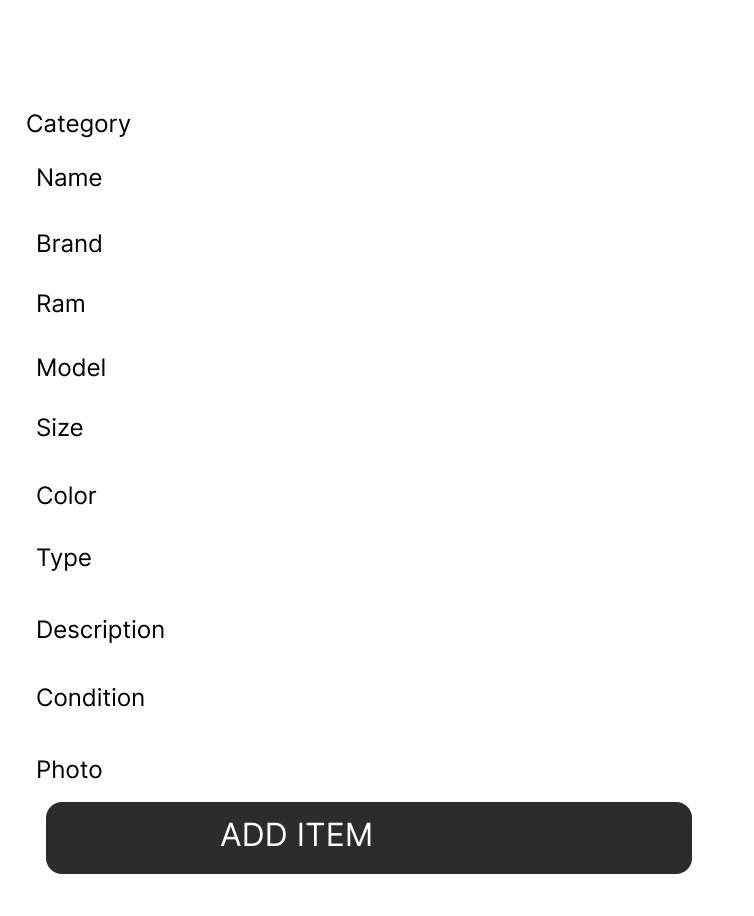 Category
Name
Brand
Ram
Model
Size
Color
Type
Description
Condition
Photo
ADD ITEM